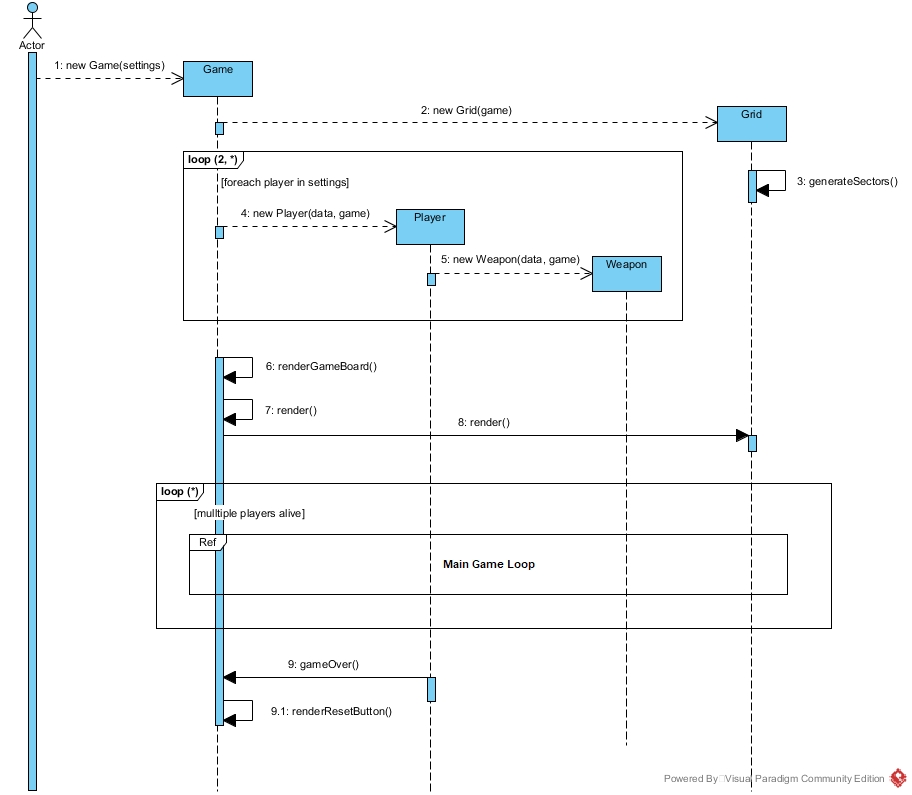 Actor
1: new Game(settings)
Game
2: new Grid(game)
Grid
loop (2, *)
[foreach player in settings]
3: generateSectors()
4: new Player(data, game)
Player
5: new Weapon(data, game)
Weapon
6: renderGameBoard()
7: render()
8: render()
loop (*)
[mulltiple players alive]
Ref
Main Game Loop
9: gameOver()
9.1: renderResetButton()
Powered By Visual Paradigm Community Edition